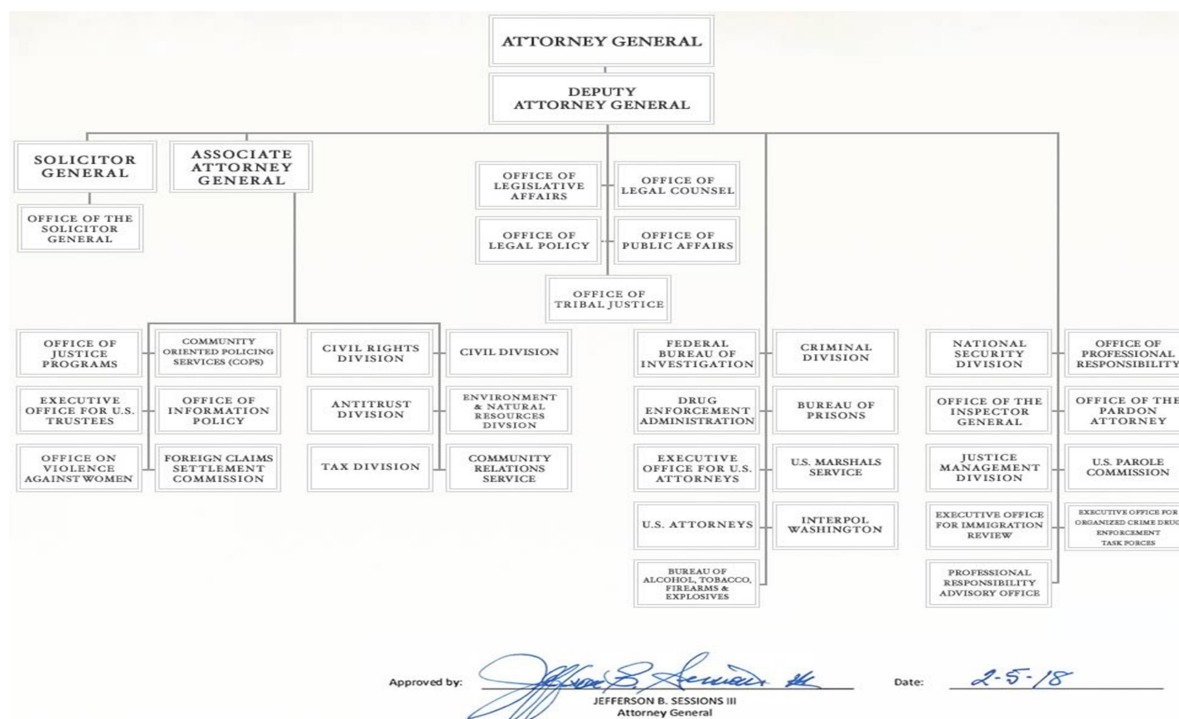 ATTORNEY GENERAL
DEPUTY
ATTORNEY GENERAL
SOLICITOR
GENERAL
ASSOCIATE
ATTORNEY
GENERAL
OFFICE OF THE
SOLICITOR
GENERAL
OFFICE OF
LEGISLATIVE
AFFAIRS
OFFICE OF
LEGAL COUNSEL
OFFICE OF
LEGAL POLICY
OFFICE OF
PUBLIC AFFAIRS
OFFICE OF
TRIBAL JUSTICE
OFFICE OF
JUSTICE
PROGRAMS
COMMUNITY
ORIENTED POLICING
SERVICES (COPS)
EXECUTIVE
OFFICE FOR U.S.
TRUSTEES
OFFICE OF
INFORMATION
POLICY
OFFICE ON
VIOLENCE
AGAINST WOMEN
FOREIGN CLAIMS
SETTLEMENT
COMMISSION
CIVIL RIGHTS
DIVISION
CIVIL DIVISION
ANTITRUST
DIVISION
ENVIRONMENT
& NATURAL
RESOURCES
DIVSION
TAX DIVISION
COMMUNITY
RELATIONS
SERVICE
FEDERAL
BUREAU OF
INVESTIGATION
CRIMINAL
DIVISION
DRUG
ENFORCEMENT
ADMINISTRATION
BUREAU OF
PRISONS
EXECUTIVE
OFFICE FOR U.S.
ATTORNEYS
U.S. MARSHALS
SERVICE
U.S. ATTORNEYS
INTERPOL
WASHINGTON
BUREAU OF
ALCOHOL, TOBACCO,
FIREARMS &
EXPLOSIVES
NATIONAL
SECURITY
DIVISION
OFFICE OF
PROFESSIONAL
RESPONSIBILITY
OFFICE OF THE
INSPECTOR
GENERAL
OFFICE OF THE
PARDON
ATTORNEY
JUSTICE
MANAGEMENT
DIVISION
U.S. PAROLE
COMMISSION
EXECUTIVE OFFICE
FOR IMMIGRATION
REVIEW
EXECUTIVE OFFICE FOR
ORGANIZED CRIME DRUG
ENFORCEMENT
TASK FORCES
PROFESSIONAL
RESPONSIBILITY
ADVISORY OFFICE
Approved by: Jefferson B. Sessions III Date: 2-5-18
JEFFERSON B. SESSIONS III
Attorney General